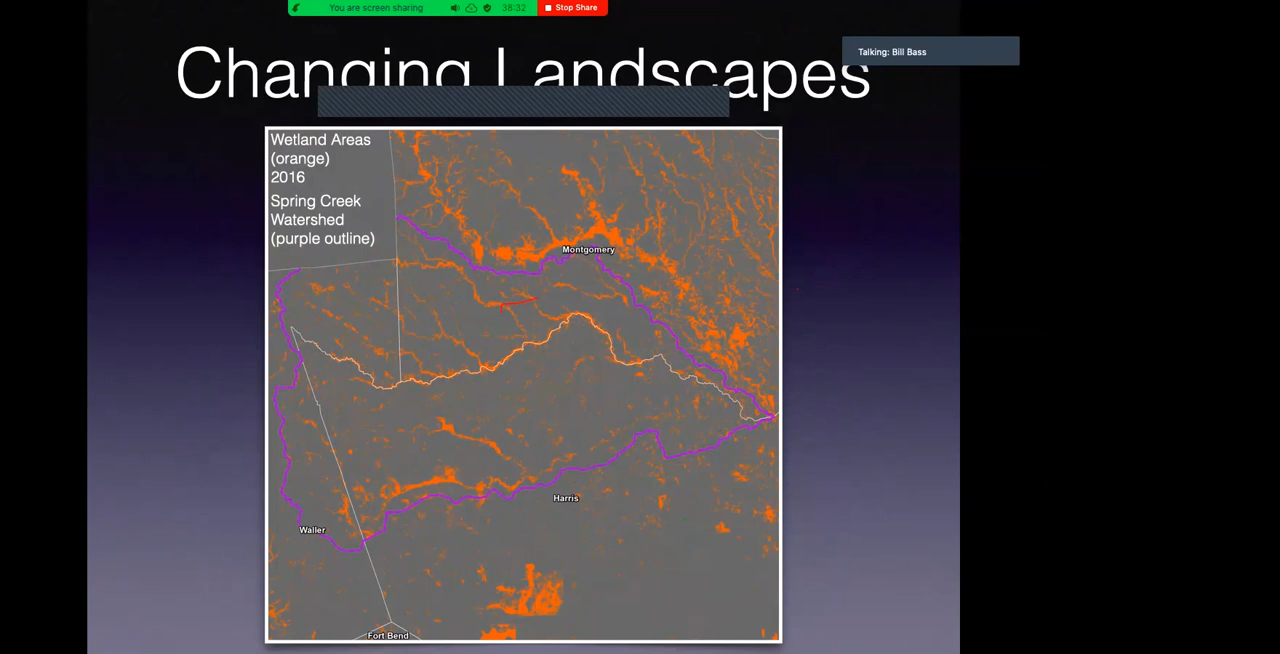 You are screen sharing 38:32 Stop Share
Talking: Bill Bass
Changing Landscapes
Wetland Areas
(orange)
2016
Spring Creek
Watershed
(purple outline)
Montgomery
Harris
Waller
Fort Bend